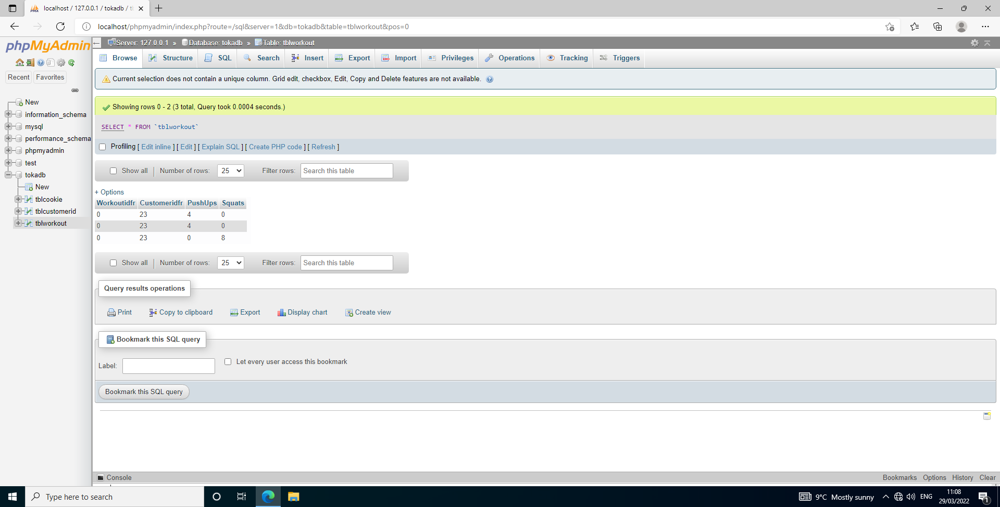 localhost / 127.0.0.1 / tokadb / t
localhost/phpmyadmin/index.php?route=/sql&server=1&db=tokadb&table=tblworkout&pos=0
phpMyAdmin
Recent Favorites
New
information_schema
mysql
performance_schema
phpmyadmin
test
tokadb
New
tblcookie
tblcustomerid
tblworkout
Server: 127.0.0.1 » Database: tokadb » Table: tblworkout
Browse Structure SQL Search Insert Export Import Privileges Operations Tracking Triggers
Current selection does not contain a unique column. Grid edit, checkbox, Edit, Copy and Delete features are not available.
Showing rows 0 - 2 (3 total, Query took 0.0004 seconds.)
SELECT * FROM `tblworkout`
Profiling [ Edit inline ] [ Edit ] [ Explain SQL ] [ Create PHP code ] [ Refresh ]
Show all | Number of rows: 25 Filter rows: Search this table
+ Options
Workoutidfr Customeridfr PushUps Squats
0 23 4 0
0 23 4 0
0 23 0 8
Show all | Number of rows: 25 Filter rows: Search this table
Query results operations
Print Copy to clipboard Export Display chart Create view
Bookmark this SQL query
Label: Let every user access this bookmark
Bookmark this SQL query
Console Bookmarks Options History Clear
Type here to search
9°C Mostly sunny ENG 11:08
29/03/2022 1